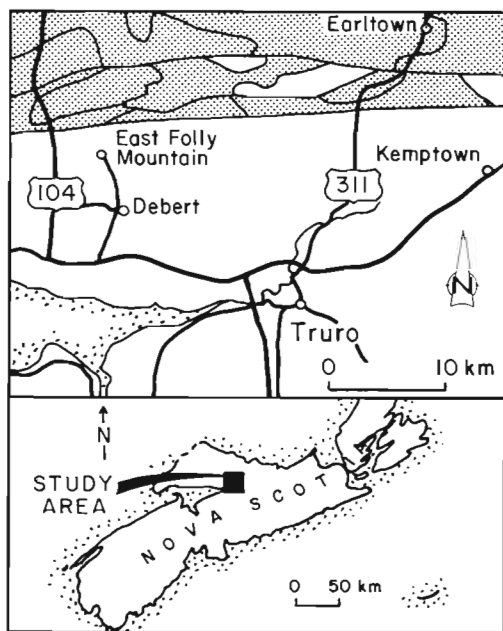 Earltown
East Folly
Mountain
Kemptown
104
311
Debert
N
Truro
0 10 km
N
STUDY
AREA
NOVA SCOT
0 50 km